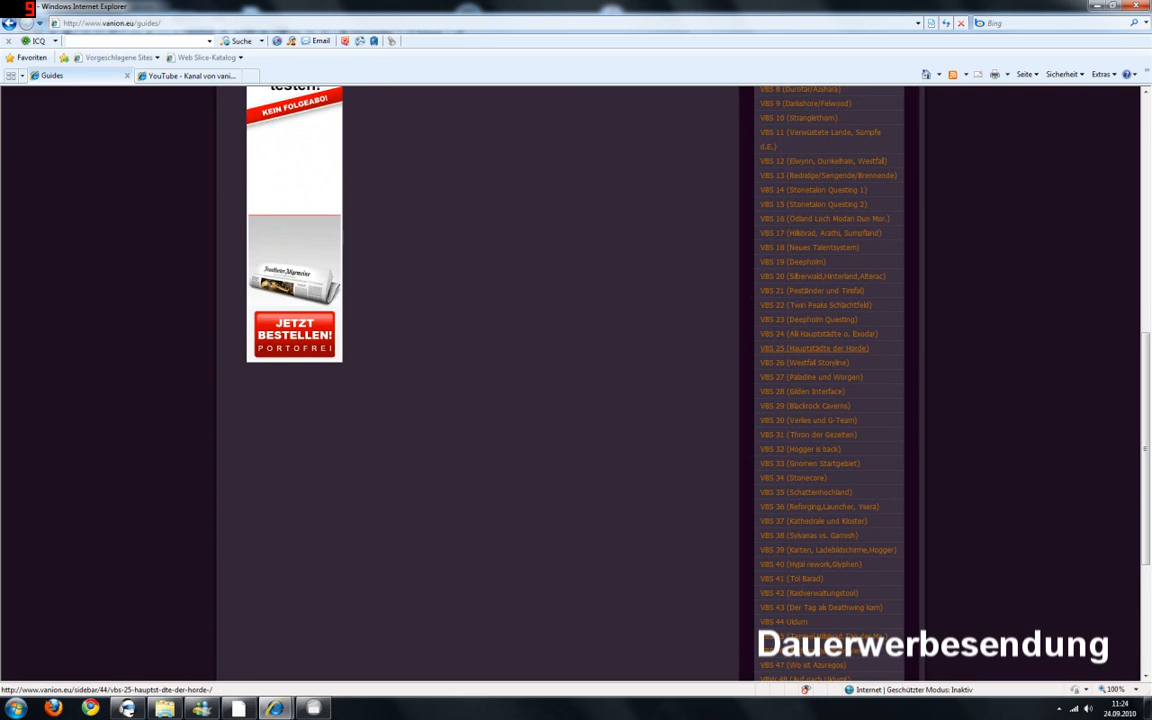 9
- Windows Internet Explorer
http://www.vanion.eu/guides/
Bing
ICQ
Suche
Email
Favoriten
Vorgeschlagene Sites
Web Slice-Katalog
Guides
YouTube - Kanal von vani...
Seite
Sicherheit
Extras
testen!
KEIN FOLGEABO!
JETZT
BESTELLEN!
PORTOFREI
VBS 8 (Durotar/Azshara)
VBS 9 (Darkshore/Felwood)
VBS 10 (Stranglethorn)
VBS 11 (Verwüstete Lande, Sümpfe
d.E.)
VBS 12 (Elwynn, Dunkelhain, Westfall)
VBS 13 (Redridge/Sengende/Brennende)
VBS 14 (Stonetalon Questing 1)
VBS 15 (Stonetalon Questing 2)
VBS 16 (Ödland Loch Modan Dun Mor.)
VBS 17 (Hillsbrad, Arathi, Sumpfland)
VBS 18 (Neues Talentsystem)
VBS 19 (Deepholm)
VBS 20 (Silberwald,Hinterland,Alterac)
VBS 21 (Pestländer und Tirisfal)
VBS 22 (Twin Peaks Schlachtfeld)
VBS 23 (Deepholm Questing)
VBS 24 (Alli Hauptstädte o. Exodar)
VBS 25 (Hauptstädte der Horde)
VBS 26 (Westfall Storyline)
VBS 27 (Paladine und Worgen)
VBS 28 (Gilden Interface)
VBS 29 (Blackrock Caverns)
VBS 30 (Verlies und G-Team)
VBS 31 (Thron der Gezeiten)
VBS 32 (Hogger is back)
VBS 33 (Gnomen Startgebiet)
VBS 34 (Stonecore)
VBS 35 (Schattenhochland)
VBS 36 (Reforging,Launcher, Ysera)
VBS 37 (Kathedrale und Kloster)
VBS 38 (Sylvanas vs. Garrosh)
VBS 39 (Karten, Ladebildschirme,Hogger)
VBS 40 (Hyjal rework,Glyphen)
VBS 41 (Tol Barad)
VBS 42 (Raidverwaltungstool)
VBS 43 (Der Tag als Deathwing kam)
VBS 44 Uldum
Dauerwerbesendung
VBS 47 (Wo ist Azuregos)
http://www.vanion.eu/sidebar/44/vbs-25-hauptst-dte-der-horde-/
Internet | Geschützter Modus: Inaktiv
100%
11:24
24.09.2010